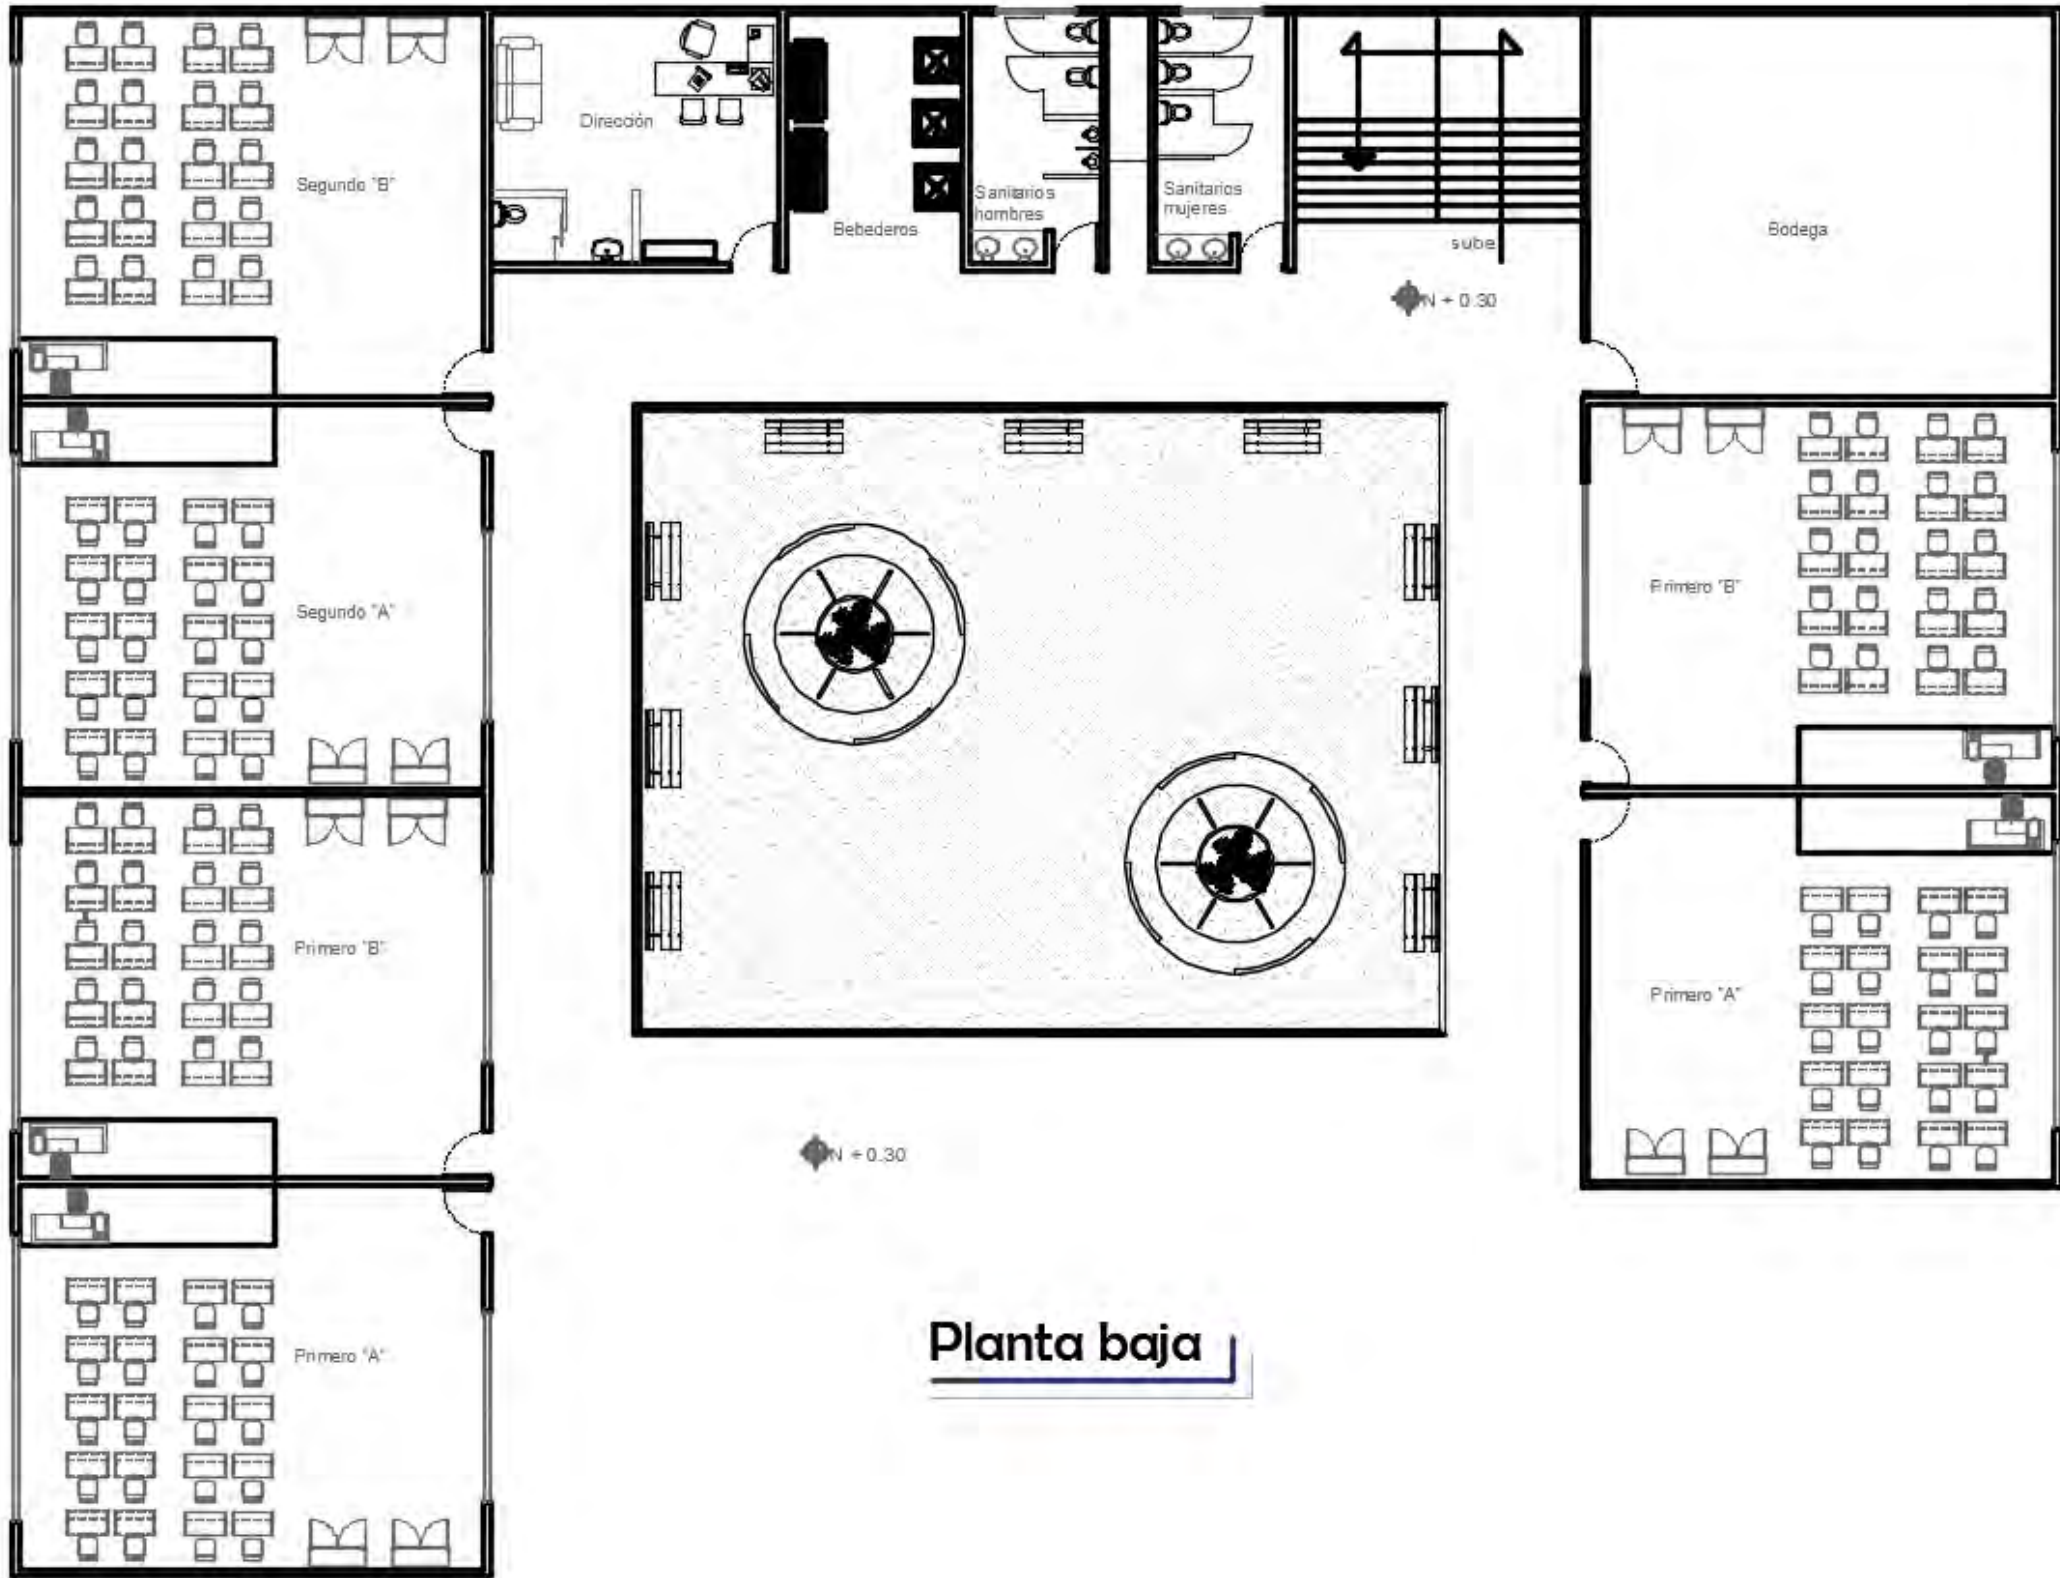 Dirección
Segundo "B"
Sanitarios
hombres
Sanitarios
mujeres
Bebederos
Bodega
sube
N + 0.30
Segundo "A"
Primero "B"
Primero "B"
Primero "A"
N + 0.30
Primero "A"
Planta baja